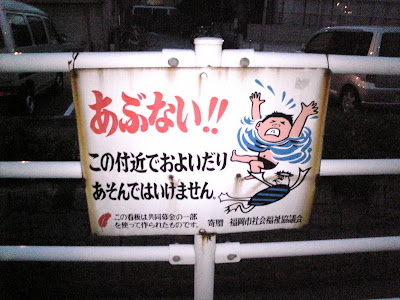 あぶない!!
この付近でおよいだり
あそんではいけません。
この看板は共同募金の一部
を使って作られたものです。
寄贈 福岡市社会福祉協議会